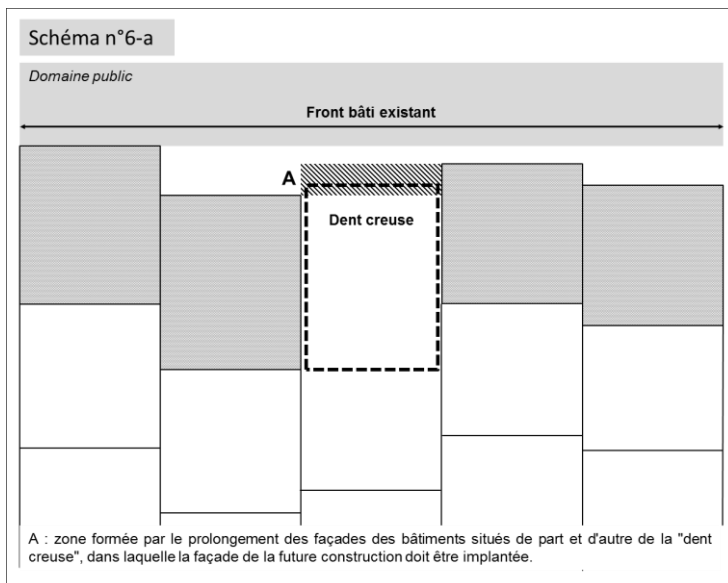 Schéma n°6-a
Domaine public
Front bâti existant
A
Dent creuse
A : zone formée par le prolongement des façades des bâtiments situés de part et d'autre de la "dent
creuse", dans laquelle la façade de la future construction doit être implantée.